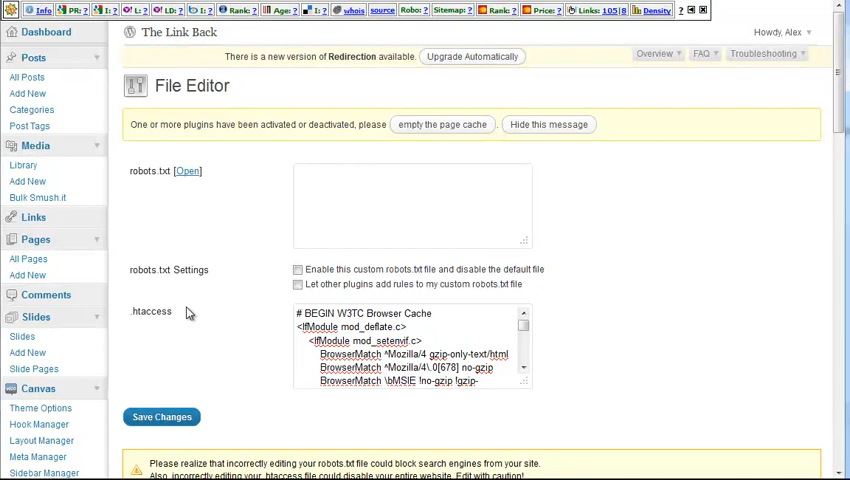 Info PR: ? I: ? L: ? LD: ? I: ? Rank: ? Age: ? I: ? whois source Robo: ? Sitemap: ? Rank: ? Price: ? Links: 105|8 Density ?
Dashboard
The Link Back
Howdy, Alex
There is a new version of Redirection available. Upgrade Automatically
Overview FAQ Troubleshooting
Posts
All Posts
Add New
Categories
Post Tags
Media
Library
Add New
Bulk Smush.it
Links
Pages
All Pages
Add New
Comments
Slides
Slides
Add New
Slide Pages
Canvas
Theme Options
Hook Manager
Layout Manager
Meta Manager
Sidebar Manager
File Editor
One or more plugins have been activated or deactivated, please empty the page cache . Hide this message
robots.txt [Open]
robots.txt Settings
Enable this custom robots.txt file and disable the default file
Let other plugins add rules to my custom robots.txt file
.htaccess
# BEGIN W3TC Browser Cache
<IfModule mod_deflate.c>
<IfModule mod_setenvif.c>
BrowserMatch ^Mozilla/4 gzip-only-text/html
BrowserMatch ^Mozilla/4\.0[678] no-gzip
BrowserMatch \bMSIE !no-gzip !gzip-
Save Changes
Please realize that incorrectly editing your robots.txt file could block search engines from your site.
Also, incorrectly editing your .htaccess file could disable your entire website. Edit with caution!